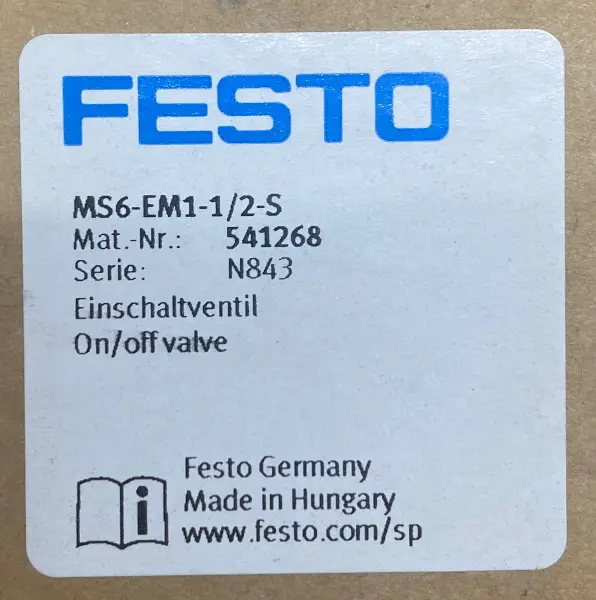 FESTO
MS6-EM1-1/2-S
Mat.-Nr.: 541268
Serie: N843
Einschaltventil
On/off valve
i
Festo Germany
Made in Hungary
www.festo.com/sp